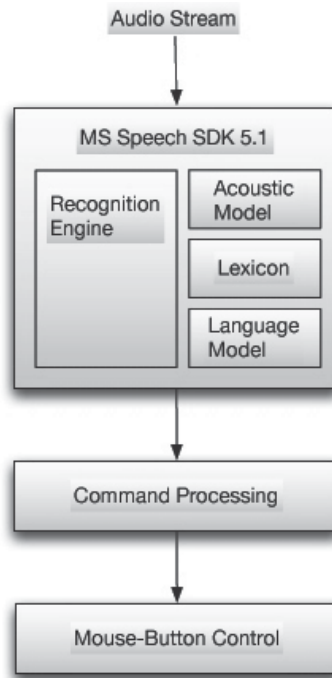 Audio Stream
MS Speech SDK 5.1
Recognition
Engine
Acoustic
Model
Lexicon
Language
Model
Command Processing
Mouse-Button Control